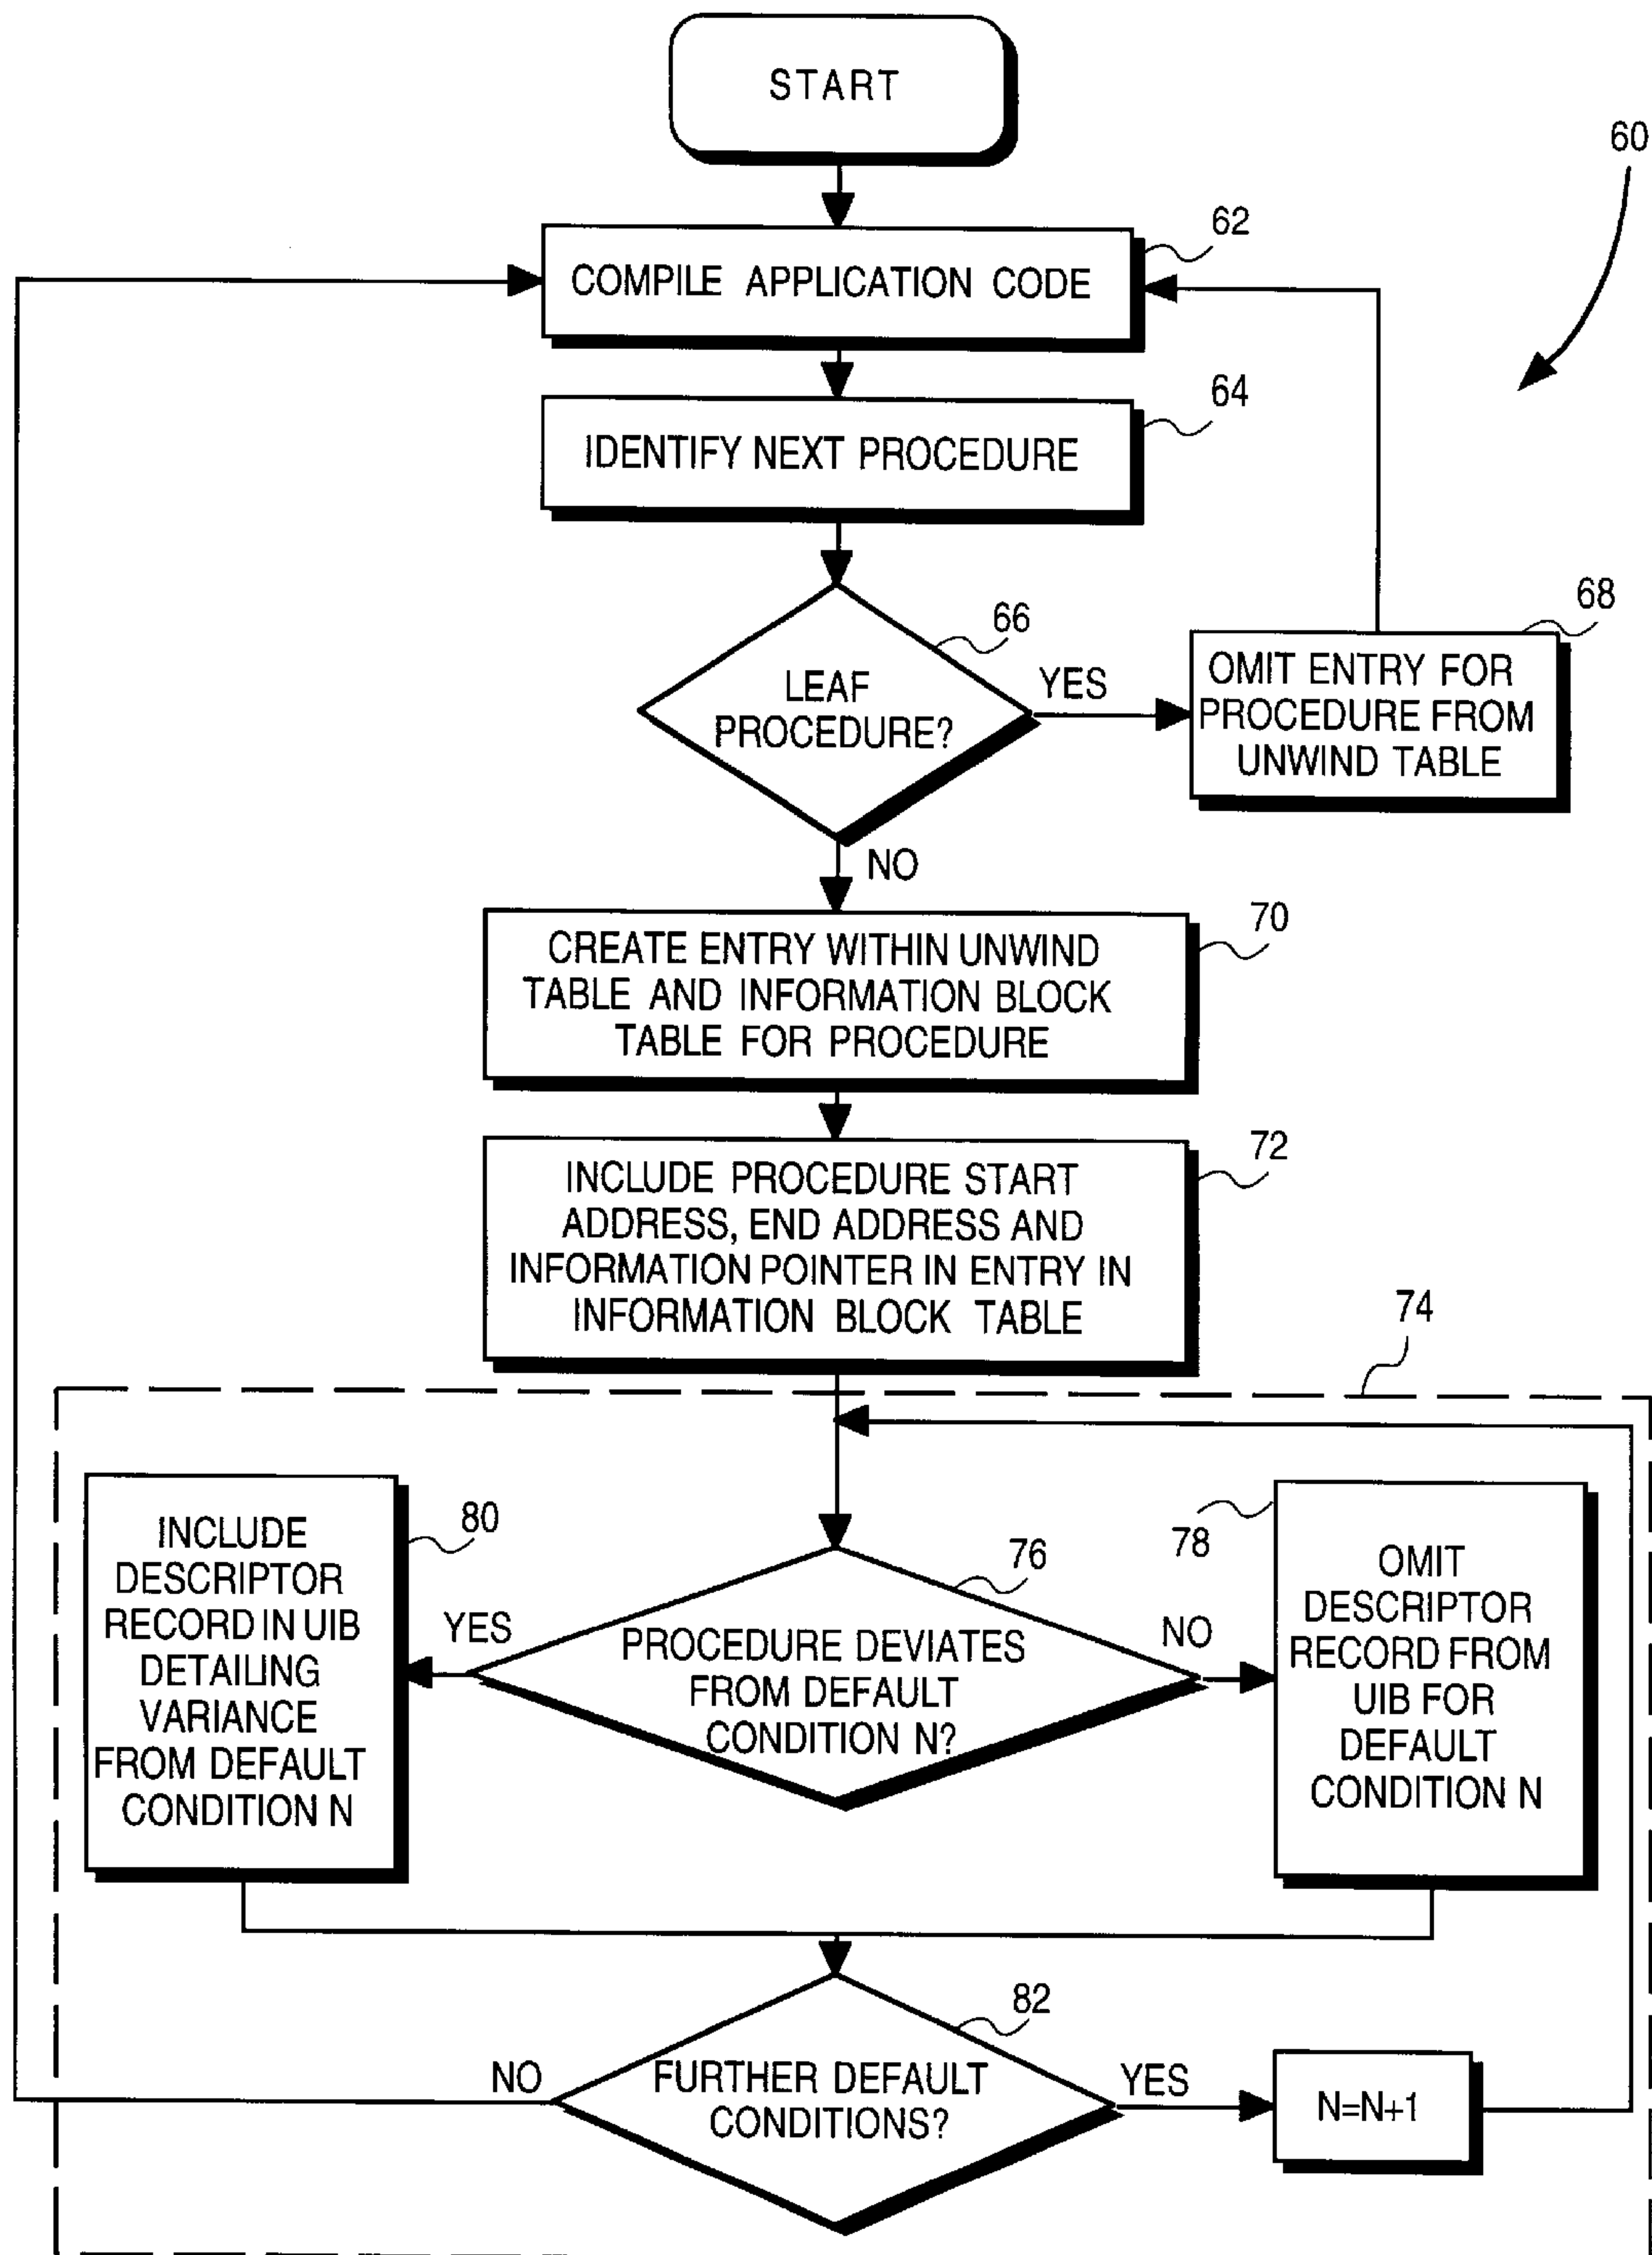 START
60
62
COMPILE APPLICATION CODE
64
IDENTIFY NEXT PROCEDURE
66
LEAF
PROCEDURE?
YES
68
OMIT ENTRY FOR
PROCEDURE FROM
UNWIND TABLE
NO
70
CREATE ENTRY WITHIN UNWIND
TABLE AND INFORMATION BLOCK
TABLE FOR PROCEDURE
72
INCLUDE PROCEDURE START
ADDRESS, END ADDRESS AND
INFORMATION POINTER IN ENTRY IN
INFORMATION BLOCK TABLE
74
80
INCLUDE
DESCRIPTOR
RECORD IN UIB
DETAILING
VARIANCE
FROM DEFAULT
CONDITION N
YES
76
PROCEDURE DEVIATES
FROM DEFAULT
CONDITION N?
NO
78
OMIT
DESCRIPTOR
RECORD FROM
UIB FOR
DEFAULT
CONDITION N
82
NO
FURTHER DEFAULT
CONDITIONS?
YES
N=N+1